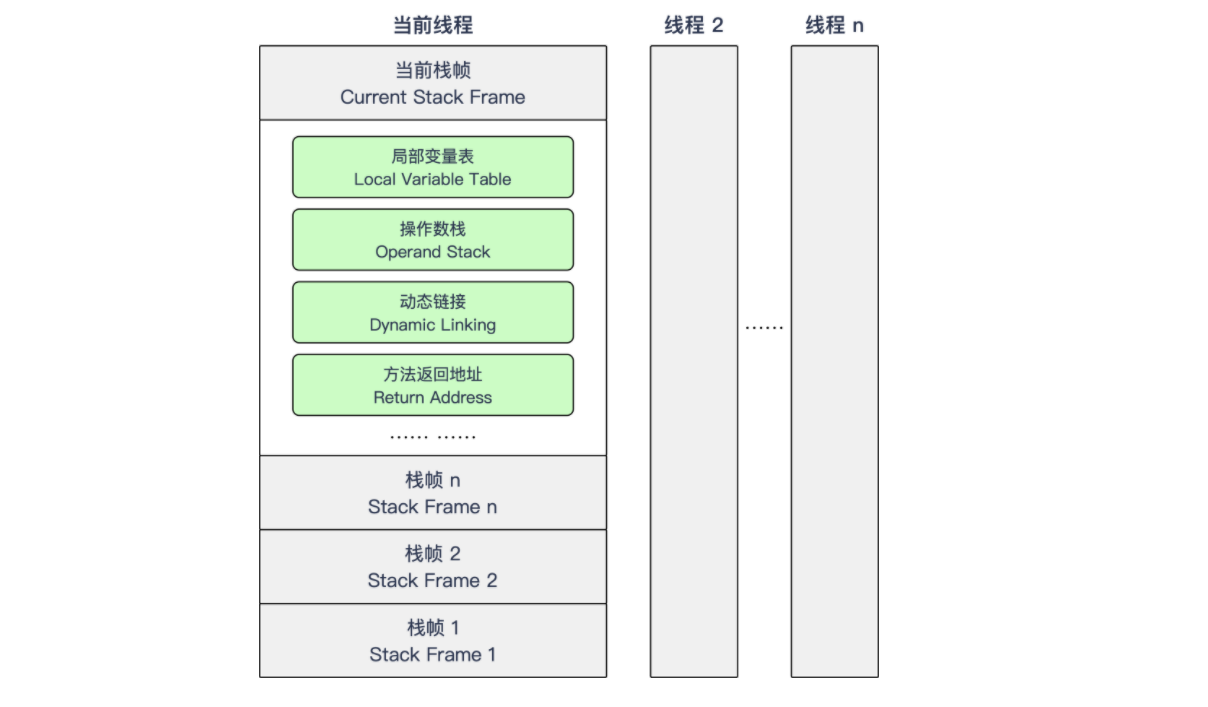 当前线程
线程 2
线程 n
当前栈帧
Current Stack Frame
局部变量表
Local Variable Table
操作数栈
Operand Stack
动态链接
Dynamic Linking
方法返回地址
Return Address
…… ……
……
栈帧 n
Stack Frame n
栈帧 2
Stack Frame 2
栈帧 1
Stack Frame 1